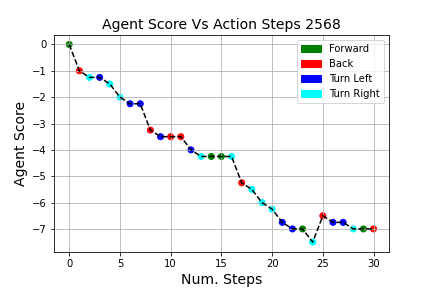 Agent Score Vs Action Steps 2568
Forward
Back
Turn Left
Turn Right
0
−1
−2
−3
−4
−5
−6
−7
Agent Score
0 5 10 15 20 25 30
Num. Steps